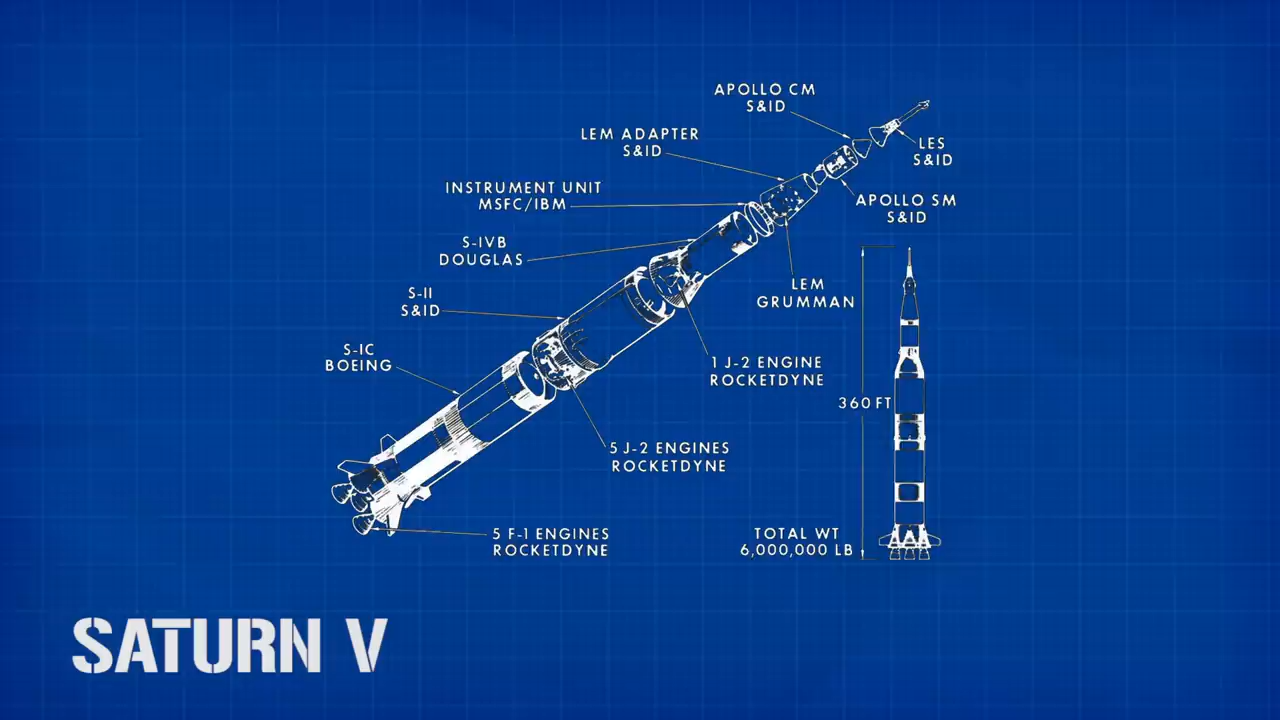 APOLLO CM
S&ID
LEM ADAPTER
S&ID
LES
S&ID
INSTRUMENT UNIT
MSFC/IBM
APOLLO SM
S&ID
S-IVB
DOUGLAS
LEM
GRUMMAN
S-II
S&ID
S-IC
BOEING
1 J-2 ENGINE
ROCKETDYNE
360 FT
5 J-2 ENGINES
ROCKETDYNE
5 F-1 ENGINES
ROCKETDYNE
TOTAL WT
6,000,000 LB
SATURN V